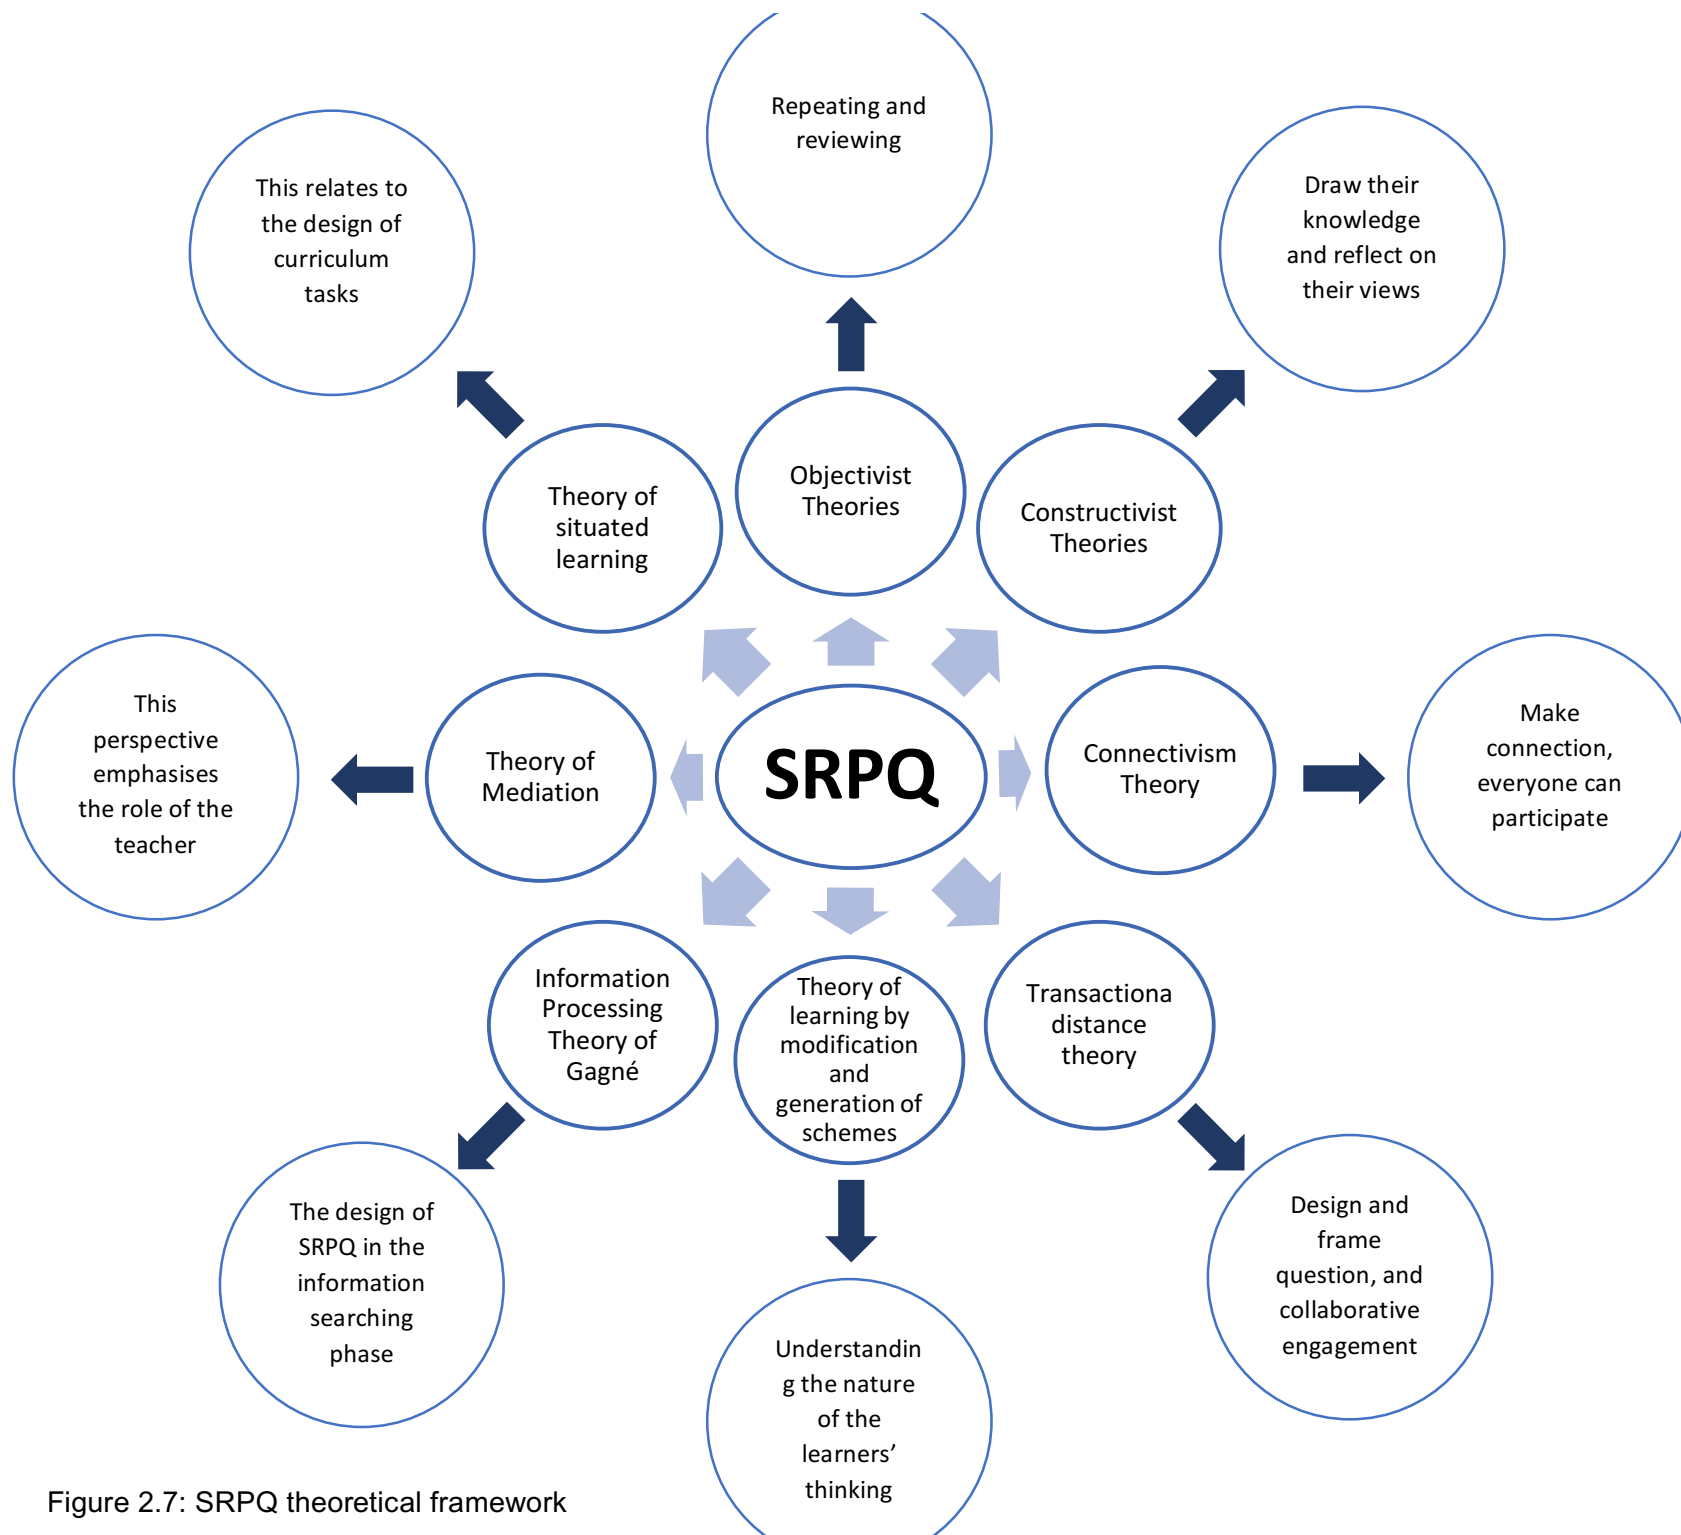 Repeating and
reviewing
This relates to
the design of
curriculum
tasks
Draw their
knowledge
and reflect on
their views
Objectivist
Theories
Theory of
situated
learning
Constructivist
Theories
This
perspective
emphasises
the role of the
teacher
Theory of
Mediation
SRPQ
Connectivism
Theory
Make
connection,
everyone can
participate
Information
Processing
Theory of
Gagné
Theory of
learning by
modification
and
generation of
schemes
Transactiona
distance
theory
The design of
SRPQ in the
information
searching
phase
Understandin
g the nature
of the
learners’
thinking
Design and
frame
question, and
collaborative
engagement
Figure 2.7: SRPQ theoretical framework